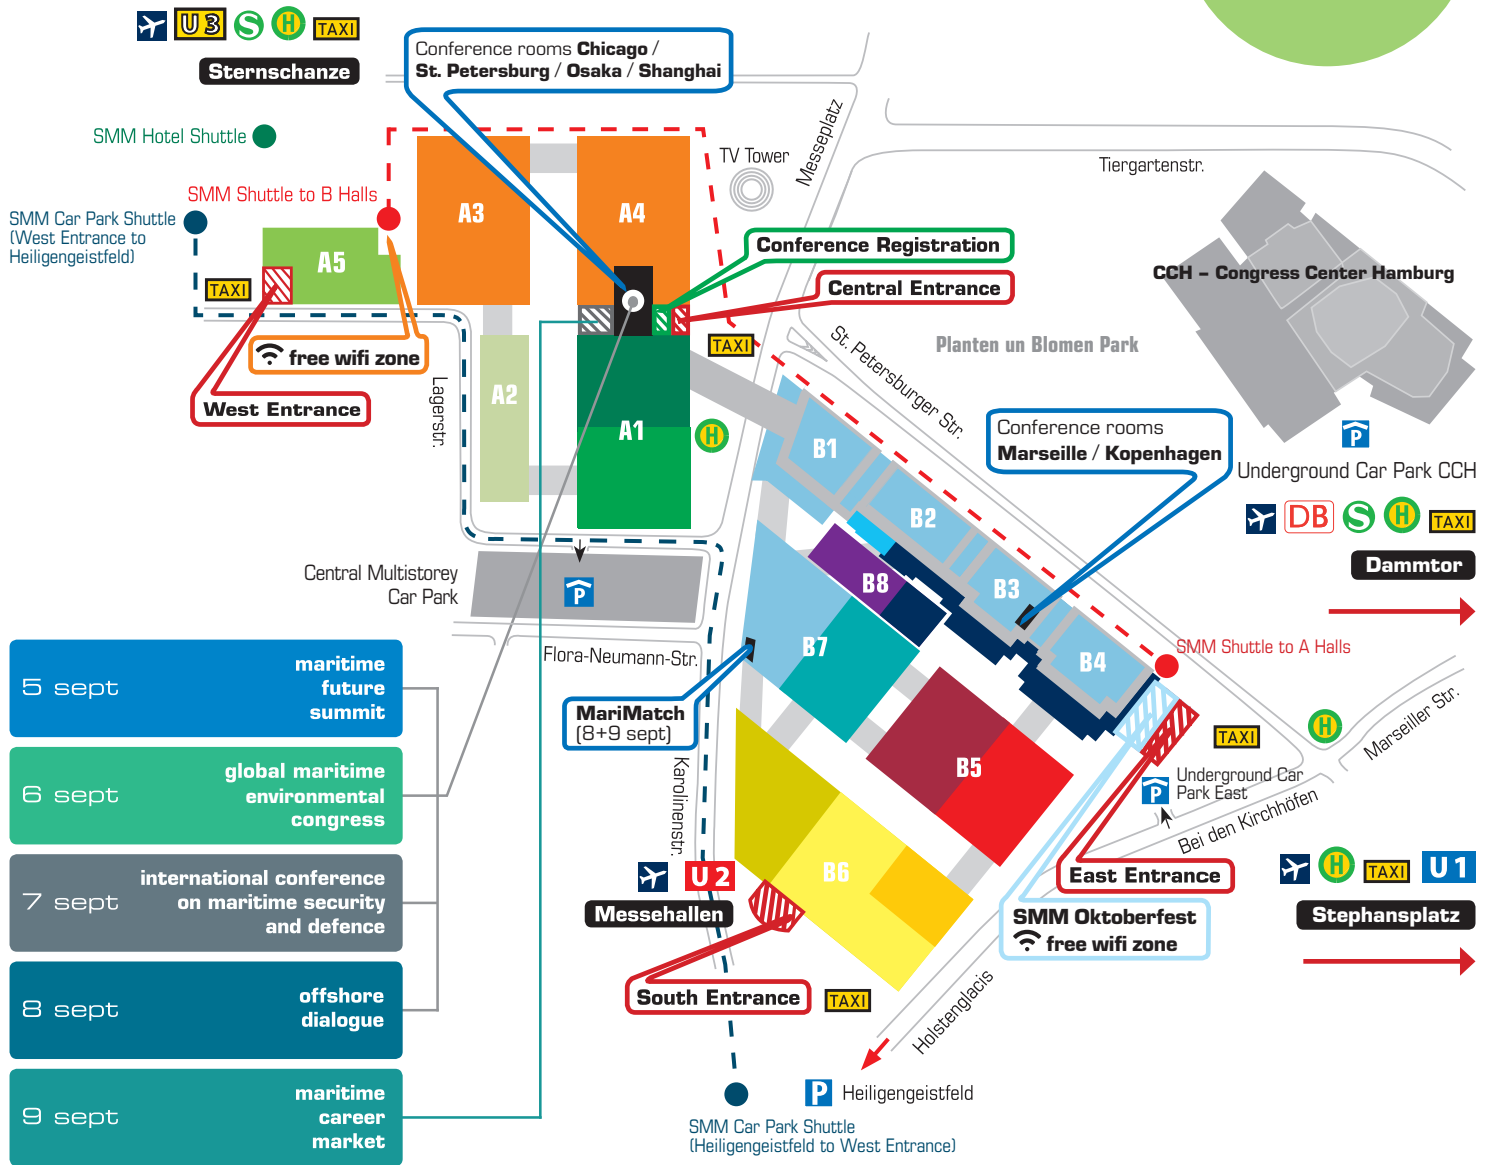 U3
S
H
TAXI
Sternschanze
Conference rooms Chicago /
St. Petersburg / Osaka / Shanghai
SMM Hotel Shuttle
SMM Shuttle to B Halls
SMM Car Park Shuttle
(West Entrance to
Heiligengeistfeld)
TAXI
A5
A3
A4
TV Tower
Messeplatz
Tiergartenstr.
Conference Registration
Central Entrance
CCH – Congress Center Hamburg
free wifi zone
West Entrance
Lagerstr.
A2
A1
H
TAXI
St. Petersburger Str.
Planten un Blomen Park
Conference rooms
Marseille / Kopenhagen
P
Underground Car Park CCH
DB
S
H
TAXI
Dammtor
B1
B2
B3
B4
B8
B7
B5
B6
Central Multistorey
Car Park
P
Flora-Neumann-Str.
MariMatch
(8+9 sept)
Karolinenstr.
SMM Shuttle to A Halls
TAXI
H
Marseiller Str.
P
Underground Car
Park East
Bei den Kirchhöfen
East Entrance
SMM Oktoberfest
free wifi zone
H
TAXI
U1
Stephansplatz
U2
Messehallen
South Entrance
TAXI
Holstenglacis
P
Heiligengeistfeld
SMM Car Park Shuttle
(Heiligengeistfeld to West Entrance)
5 sept
maritime
future
summit
6 sept
global maritime
environmental
congress
7 sept
international conference
on maritime security
and defence
8 sept
offshore
dialogue
9 sept
maritime
career
market